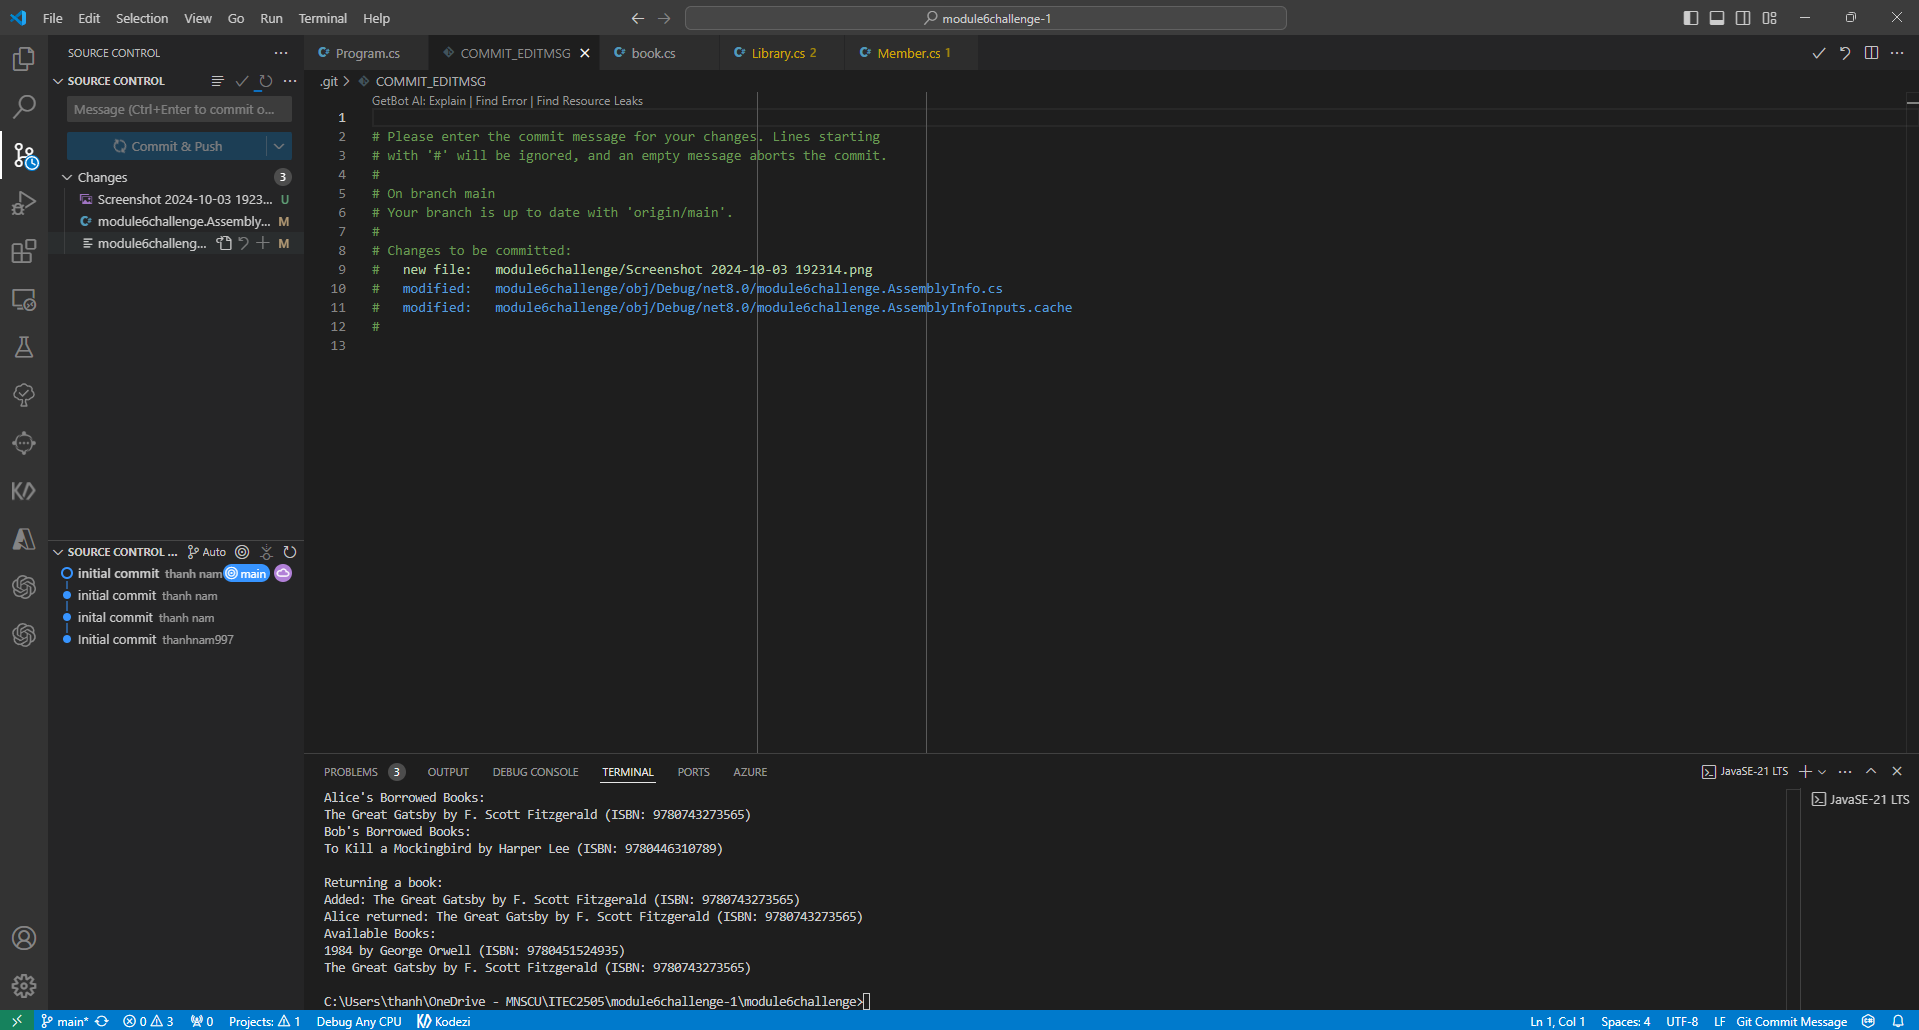 File Edit Selection View Go Run Terminal Help
module6challenge-1
SOURCE CONTROL
Program.cs
COMMIT_EDITMSG
book.cs
Library.cs 2
Member.cs 1
SOURCE CONTROL
.git > COMMIT_EDITMSG
Message (Ctrl+Enter to commit o...
Commit & Push
Changes 3
Screenshot 2024-10-03 1923... U
module6challenge.Assembly... M
module6challeng... M
GetBot AI: Explain | Find Error | Find Resource Leaks
1
2 # Please enter the commit message for your changes. Lines starting
3 # with '#' will be ignored, and an empty message aborts the commit.
4 #
5 # On branch main
6 # Your branch is up to date with 'origin/main'.
7 #
8 # Changes to be committed:
9 # new file: module6challenge/Screenshot 2024-10-03 192314.png
10 # modified: module6challenge/obj/Debug/net8.0/module6challenge.AssemblyInfo.cs
11 # modified: module6challenge/obj/Debug/net8.0/module6challenge.AssemblyInfoInputs.cache
12 #
13
SOURCE CONTROL ... Auto
initial commit thanh nam main
initial commit thanh nam
inital commit thanh nam
Initial commit thanhnam997
PROBLEMS 3 OUTPUT DEBUG CONSOLE TERMINAL PORTS AZURE
JavaSE-21 LTS
JavaSE-21 LTS
Alice's Borrowed Books:
The Great Gatsby by F. Scott Fitzgerald (ISBN: 9780743273565)
Bob's Borrowed Books:
To Kill a Mockingbird by Harper Lee (ISBN: 9780446310789)
Returning a book:
Added: The Great Gatsby by F. Scott Fitzgerald (ISBN: 9780743273565)
Alice returned: The Great Gatsby by F. Scott Fitzgerald (ISBN: 9780743273565)
Available Books:
1984 by George Orwell (ISBN: 9780451524935)
The Great Gatsby by F. Scott Fitzgerald (ISBN: 9780743273565)
C:\Users\thanh\OneDrive - MNSCU\ITEC2505\module6challenge-1\module6challenge>
main* 0 3 0 Projects: 1 Debug Any CPU Kodezi
Ln 1, Col 1 Spaces: 4 UTF-8 LF Git Commit Message